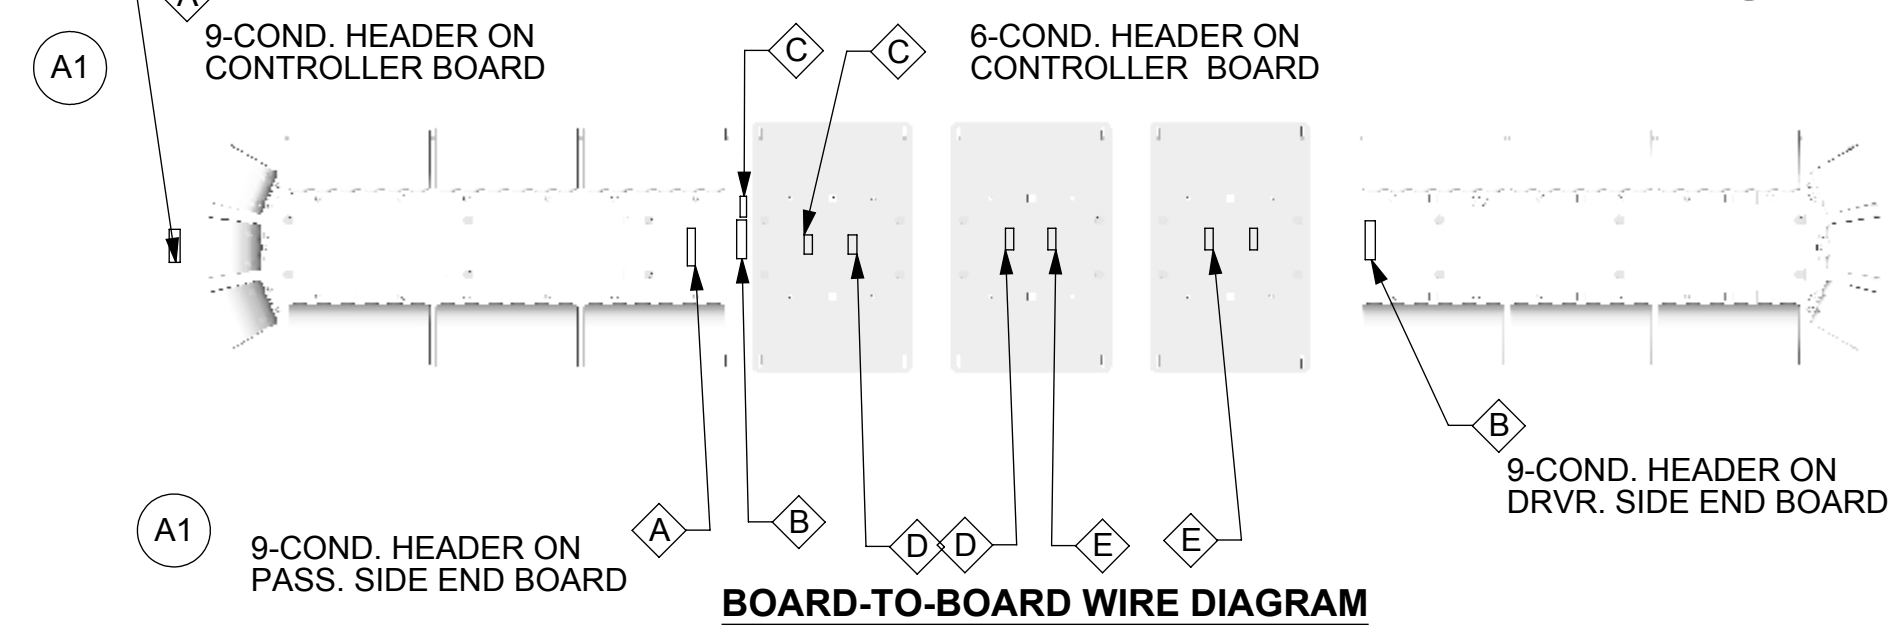 A
9-COND. HEADER ON
CONTROLLER BOARD
A1
C
C
6-COND. HEADER ON
CONTROLLER BOARD
B
9-COND. HEADER ON
DRVR. SIDE END BOARD
A1
9-COND. HEADER ON
PASS. SIDE END BOARD
A
B
D
D
E
E
BOARD-TO-BOARD WIRE DIAGRAM